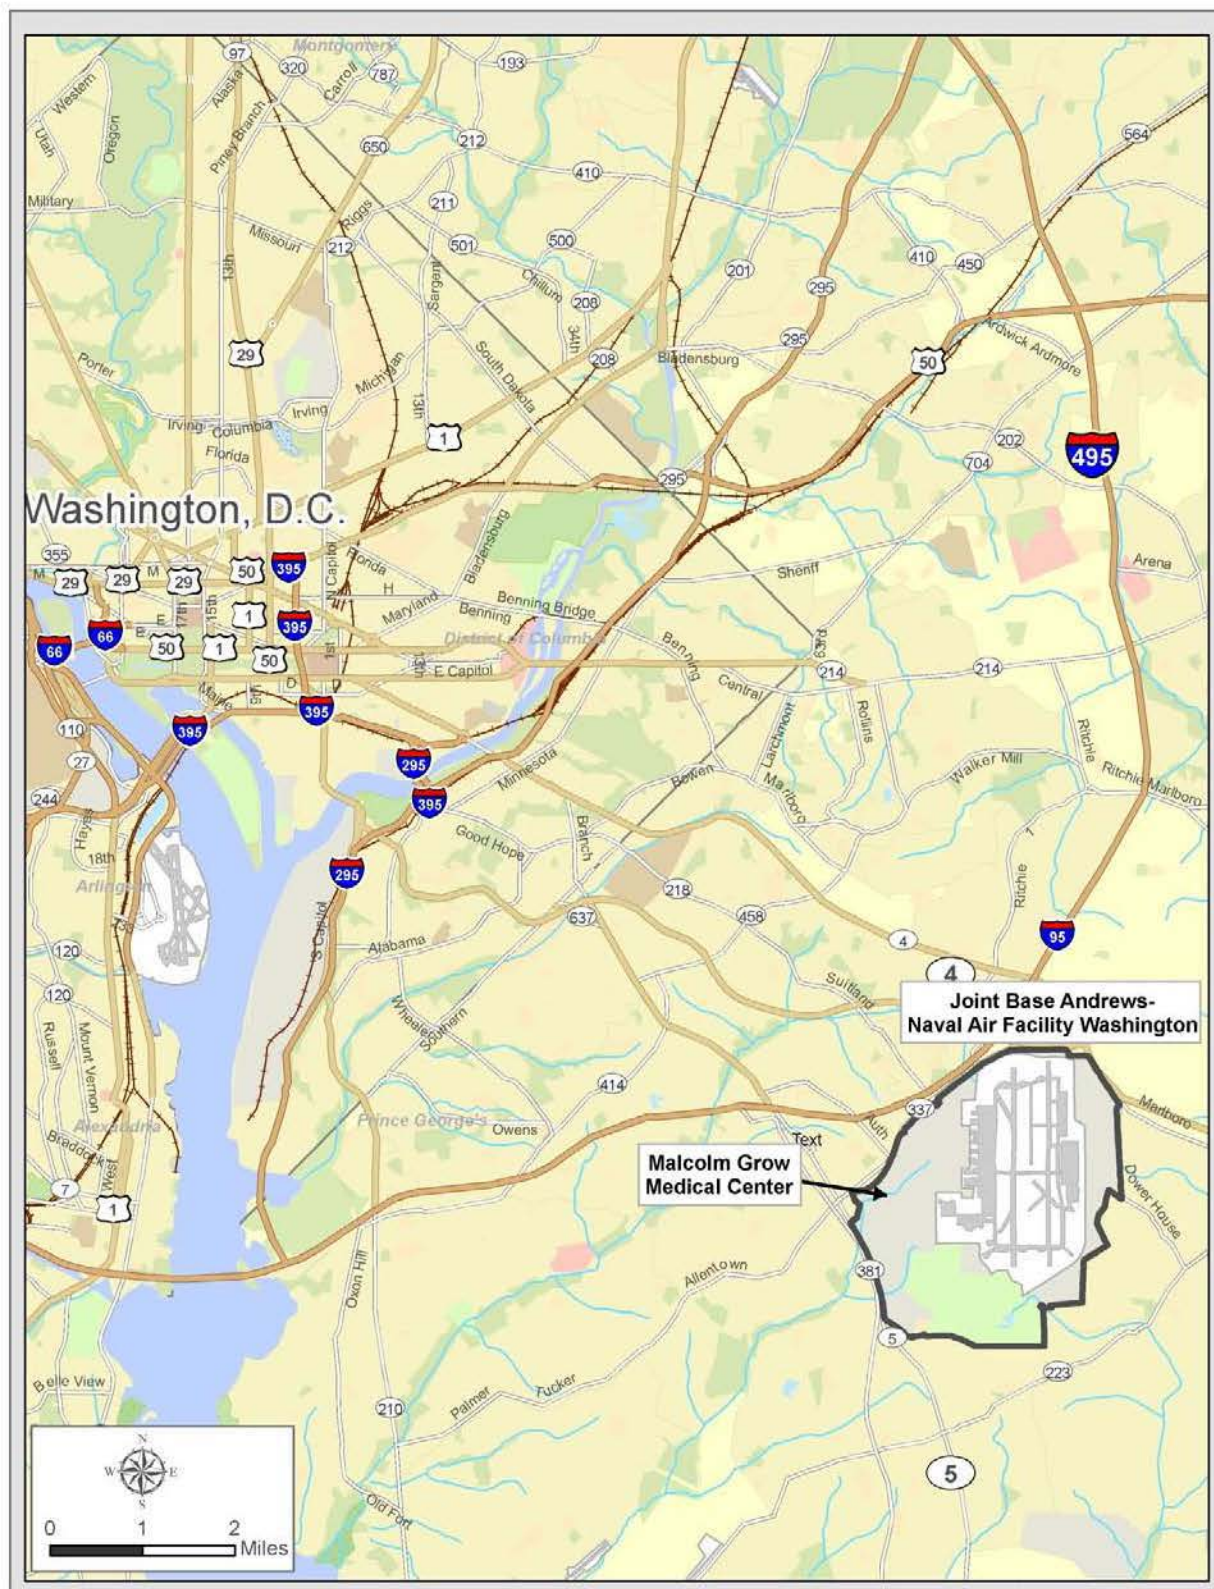 Montgomery
97
320
787
193
Carroll
Alaska
Western
Piney Branch
Utah
Oregon
650
212
564
410
Military
Riggs
211
Missouri
212
501
500
410
450
13th
Sargent
Chillum
201
295
208
34th
29
South Dakota
208
295
Ardwick Ardmore
Bladensburg
50
Porter
Michigan
Irving
13th
Irving
Columbia
1
Florida
202
704
495
295
Washington, D.C.
Bladensburg
355
M
29
29
M
29
50
395
N Capitol
Florida
H
Sheriff
Arena
Maryland
Benning
Benning Bridge
17th
15th
1
395
E
E
66
66
50
1
50
1st
District of Columbia
13th
E Capitol
Benning
63rd
214
214
Central
D
D
Maine
9th
395
395
110
27
295
Minnesota
Larchmont
Rollins
Ritchie
Bowen
Marlboro
Walker Mill
Ritchie Marlboro
244
Hayes
395
Good Hope
Branch
1
18th
295
Ritchie
Arlington
218
233
S Capitol
637
458
4
95
120
Alabama
120
Suitland
4
Joint Base Andrews-
Naval Air Facility Washington
Wheeler
Southern
Russell
Mount Vernon
414
337
Prince George's
Auth
Marlboro
Alexandria
Owens
Text
Braddock
West
Malcolm Grow
Medical Center
7
1
Dower House
Oxon Hill
Allentown
381
5
223
Belle View
Tucker
Palmer
210
5
Old Fort
N
W
E
S
0
1
2
Miles